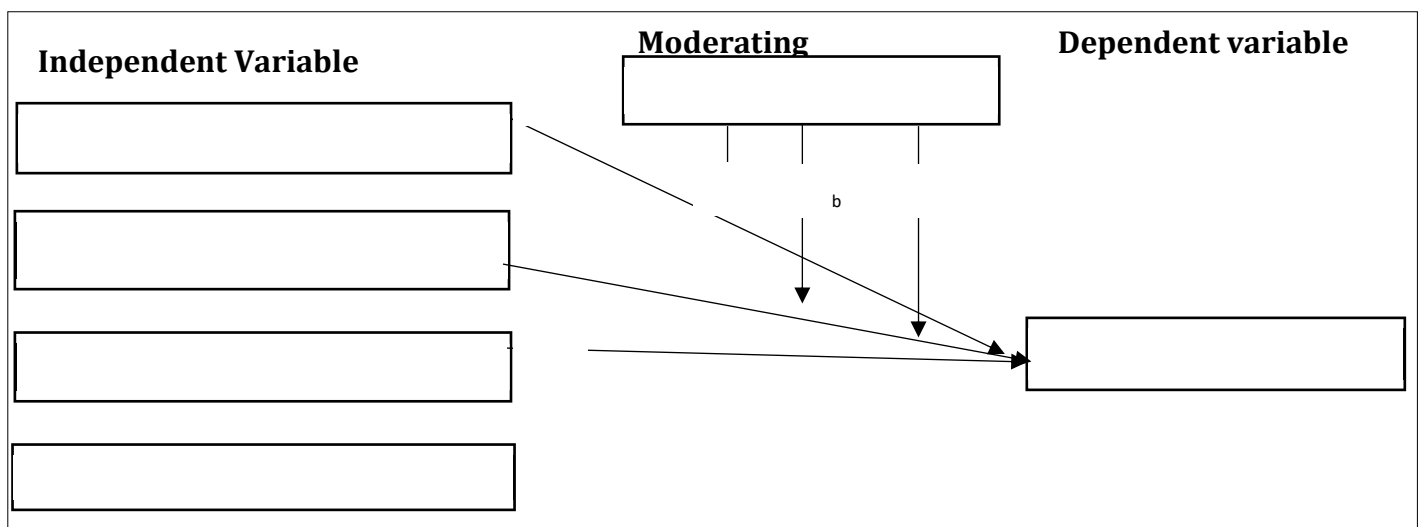 Independent Variable
Moderating
Dependent variable
b